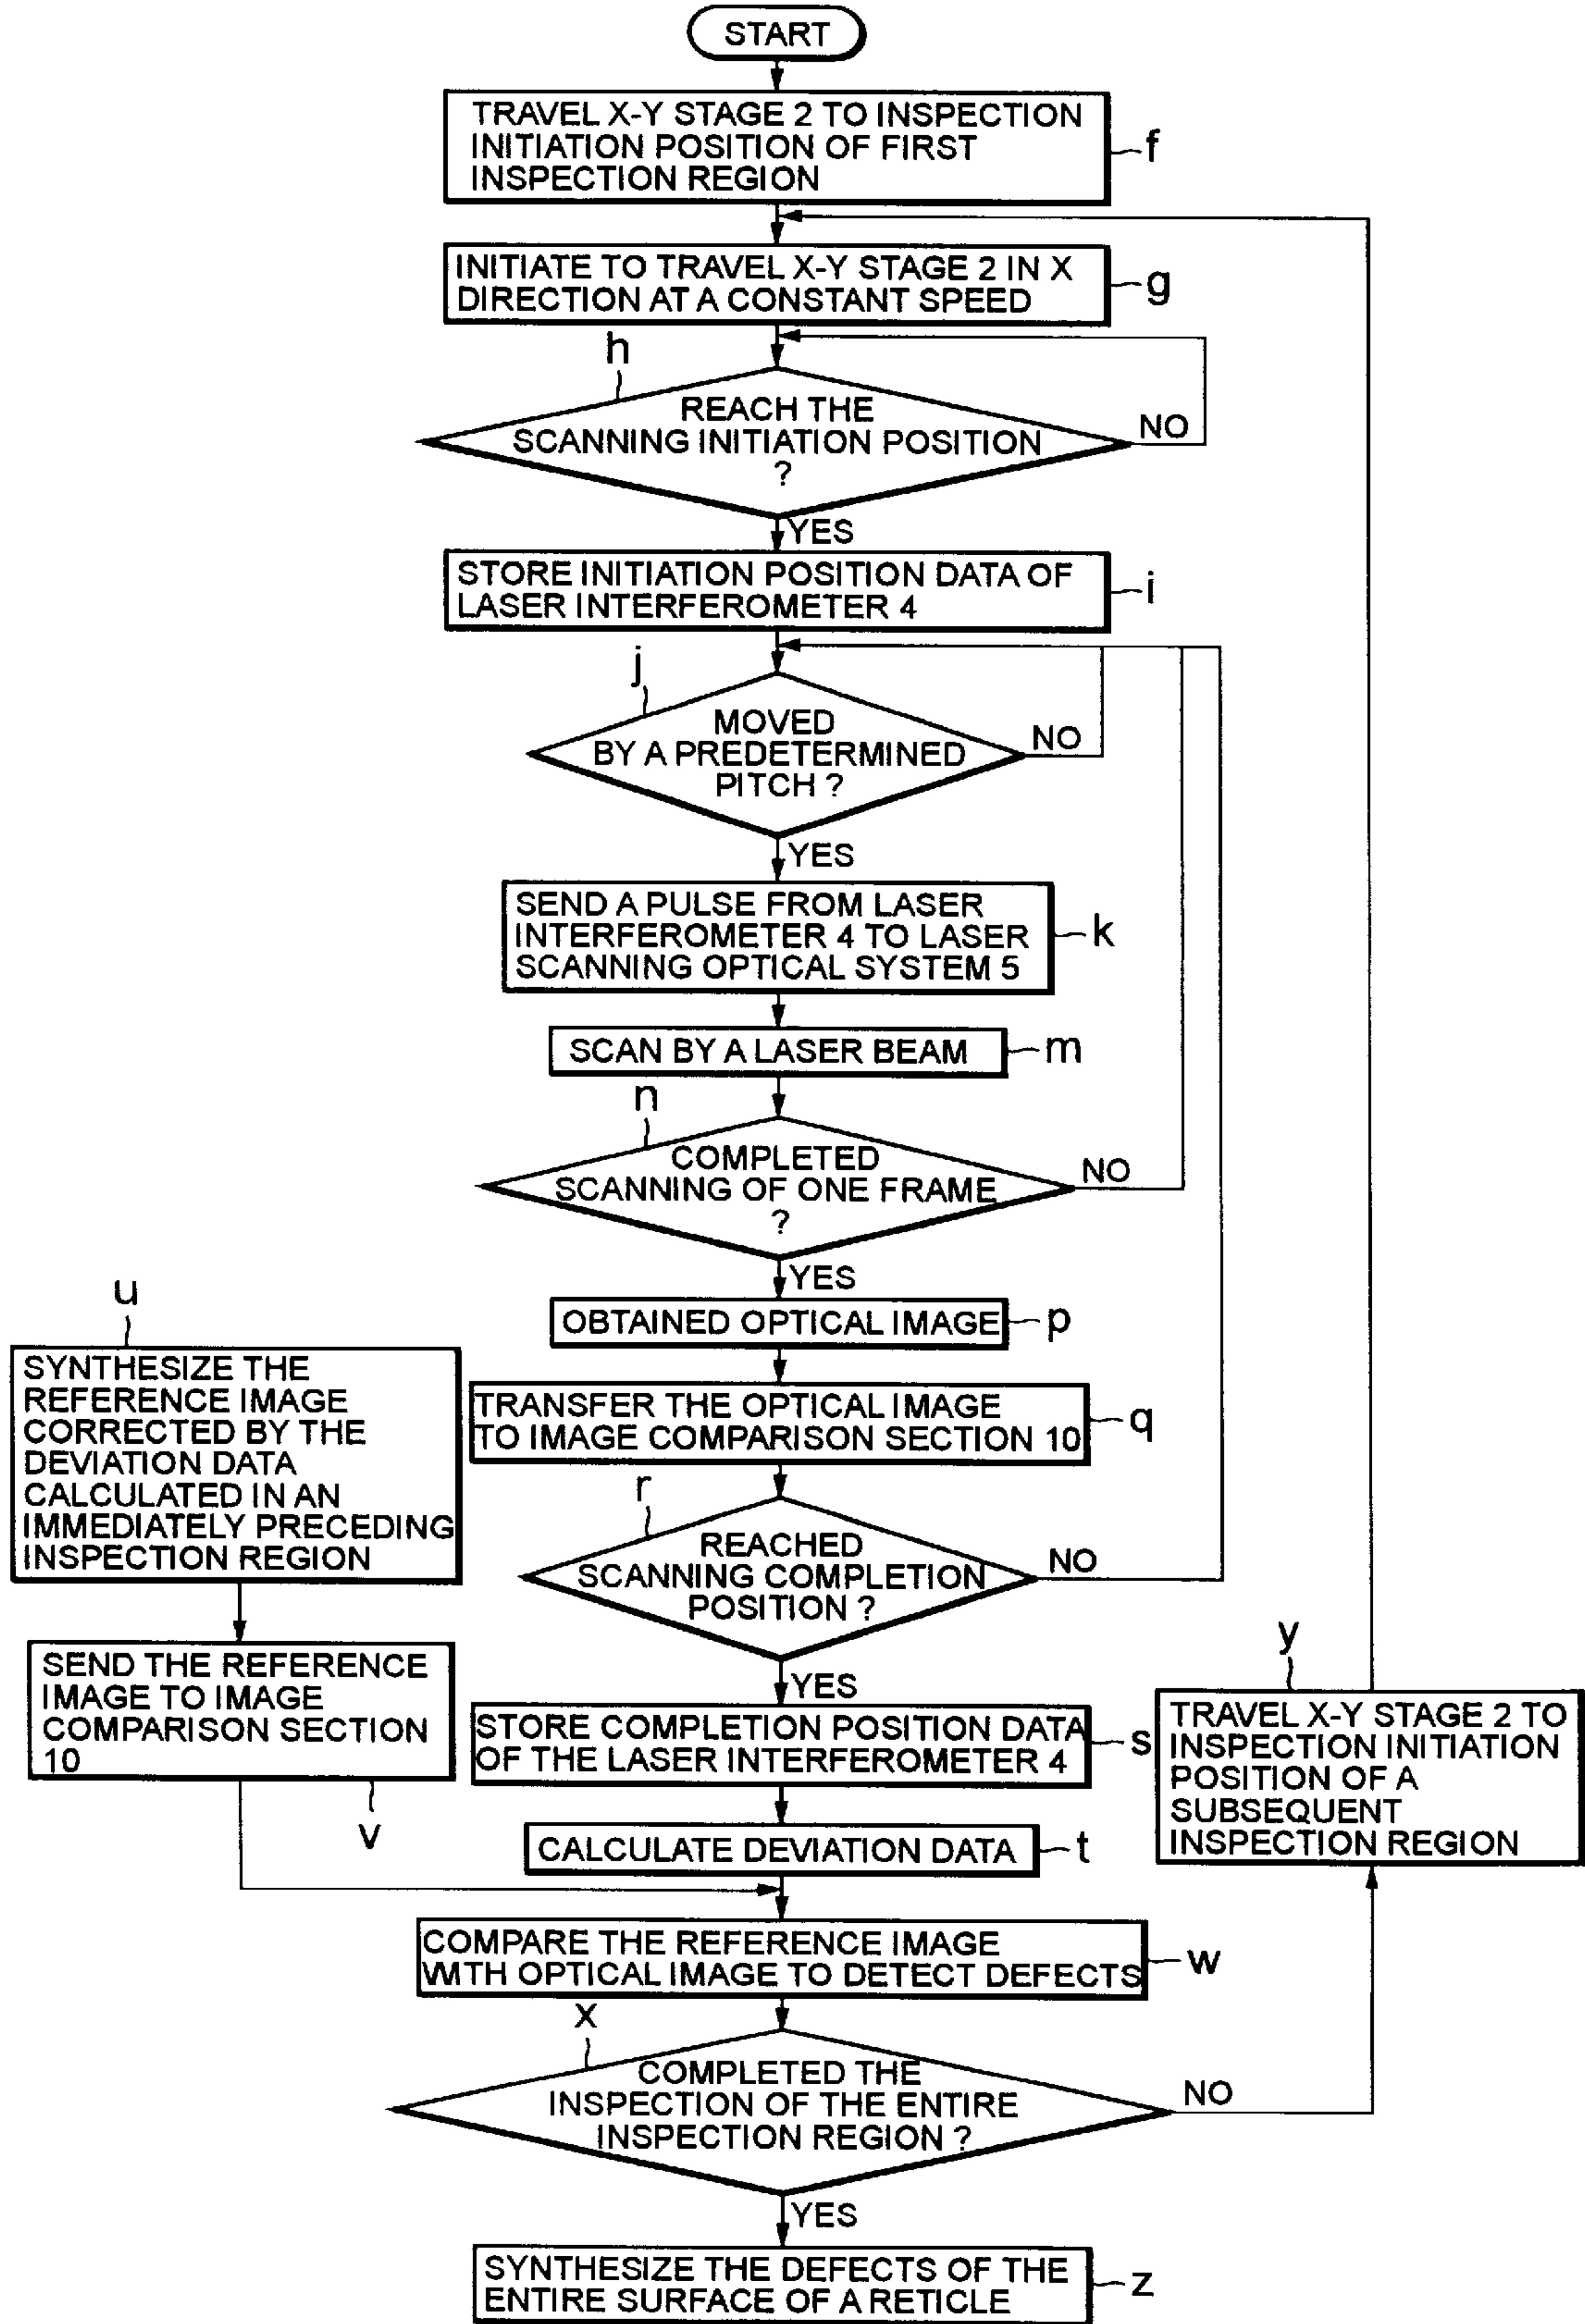 START
TRAVEL X-Y STAGE 2 TO INSPECTION
INITIATION POSITION OF FIRST
INSPECTION REGION
f
INITIATE TO TRAVEL X-Y STAGE 2 IN X
DIRECTION AT A CONSTANT SPEED
g
h
REACH THE
SCANNING INITIATION POSITION
?
NO
YES
STORE INITIATION POSITION DATA OF
LASER INTERFEROMETER 4
i
j
MOVED
BY A PREDETERMINED
PITCH ?
NO
YES
SEND A PULSE FROM LASER
INTERFEROMETER 4 TO LASER
SCANNING OPTICAL SYSTEM 5
k
SCAN BY A LASER BEAM
m
n
COMPLETED
SCANNING OF ONE FRAME
?
NO
YES
OBTAINED OPTICAL IMAGE
p
u
SYNTHESIZE THE
REFERENCE IMAGE
CORRECTED BY THE
DEVIATION DATA
CALCULATED IN AN
IMMEDIATELY PRECEDING
INSPECTION REGION
TRANSFER THE OPTICAL IMAGE
TO IMAGE COMPARISON SECTION 10
q
r
REACHED
SCANNING COMPLETION
POSITION ?
NO
YES
SEND THE REFERENCE
IMAGE TO IMAGE
COMPARISON SECTION
10
v
STORE COMPLETION POSITION DATA
OF THE LASER INTERFEROMETER 4
s
y
TRAVEL X-Y STAGE 2 TO
INSPECTION INITIATION
POSITION OF A
SUBSEQUENT
INSPECTION REGION
CALCULATE DEVIATION DATA
t
COMPARE THE REFERENCE IMAGE
WITH OPTICAL IMAGE TO DETECT DEFECTS
w
x
COMPLETED THE
INSPECTION OF THE ENTIRE
INSPECTION REGION ?
NO
YES
SYNTHESIZE THE DEFECTS OF THE
ENTIRE SURFACE OF A RETICLE
z